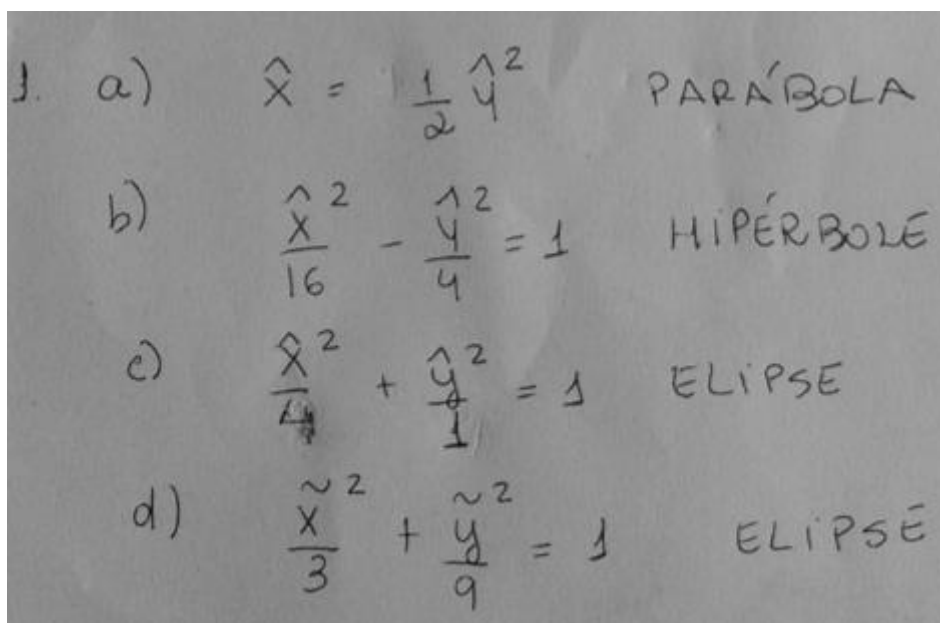 1. a) x̂ = 1/2 ŷ² PARÁBOLA
b) x̂²/16 - ŷ²/4 = 1 HIPÉRBOLE
c) x̂²/4 + ŷ²/1 = 1 ELIPSE
d) x̃²/3 + ỹ²/9 = 1 ELIPSE